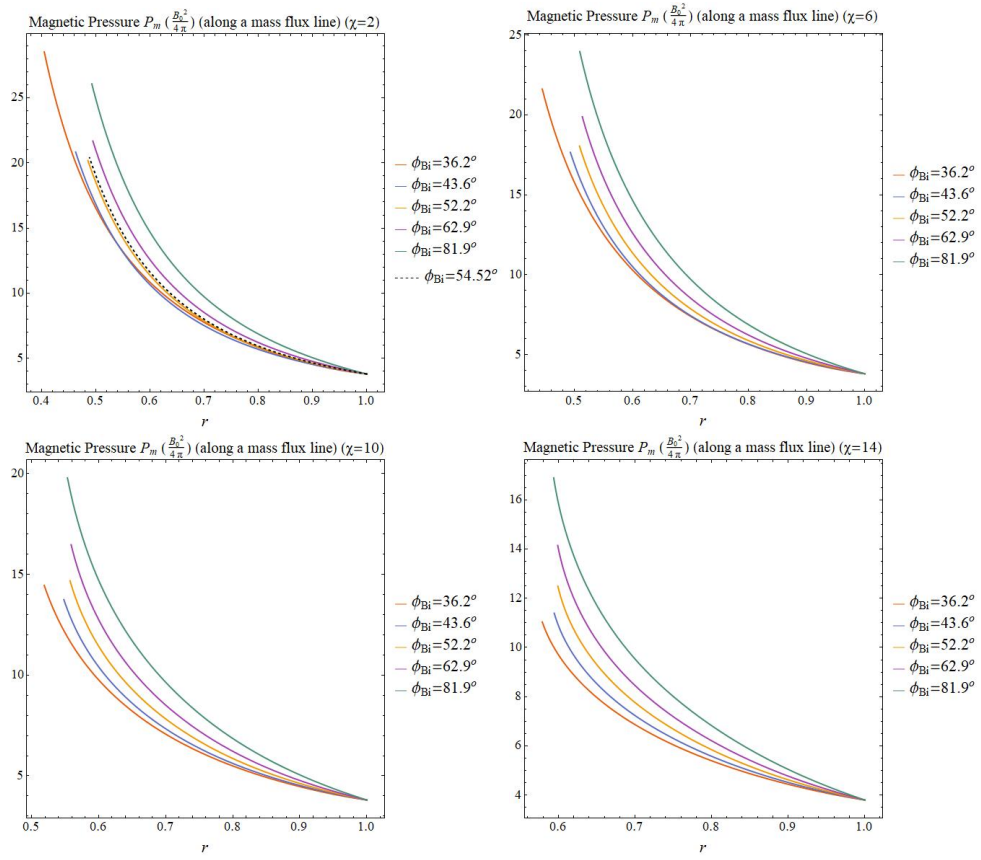 Magnetic Pressure P_m (B_0^2/4π) (along a mass flux line) (χ=2)
25
20
15
10
5
0.4 0.5 0.6 0.7 0.8 0.9 1.0
r
ϕ_Bi=36.2°
ϕ_Bi=43.6°
ϕ_Bi=52.2°
ϕ_Bi=62.9°
ϕ_Bi=81.9°
ϕ_Bi=54.52°
Magnetic Pressure P_m (B_0^2/4π) (along a mass flux line) (χ=6)
25
20
15
10
5
0.5 0.6 0.7 0.8 0.9 1.0
r
ϕ_Bi=36.2°
ϕ_Bi=43.6°
ϕ_Bi=52.2°
ϕ_Bi=62.9°
ϕ_Bi=81.9°
Magnetic Pressure P_m (B_0^2/4π) (along a mass flux line) (χ=10)
20
15
10
5
0.5 0.6 0.7 0.8 0.9 1.0
r
ϕ_Bi=36.2°
ϕ_Bi=43.6°
ϕ_Bi=52.2°
ϕ_Bi=62.9°
ϕ_Bi=81.9°
Magnetic Pressure P_m (B_0^2/4π) (along a mass flux line) (χ=14)
16
14
12
10
8
6
4
0.6 0.7 0.8 0.9 1.0
r
ϕ_Bi=36.2°
ϕ_Bi=43.6°
ϕ_Bi=52.2°
ϕ_Bi=62.9°
ϕ_Bi=81.9°